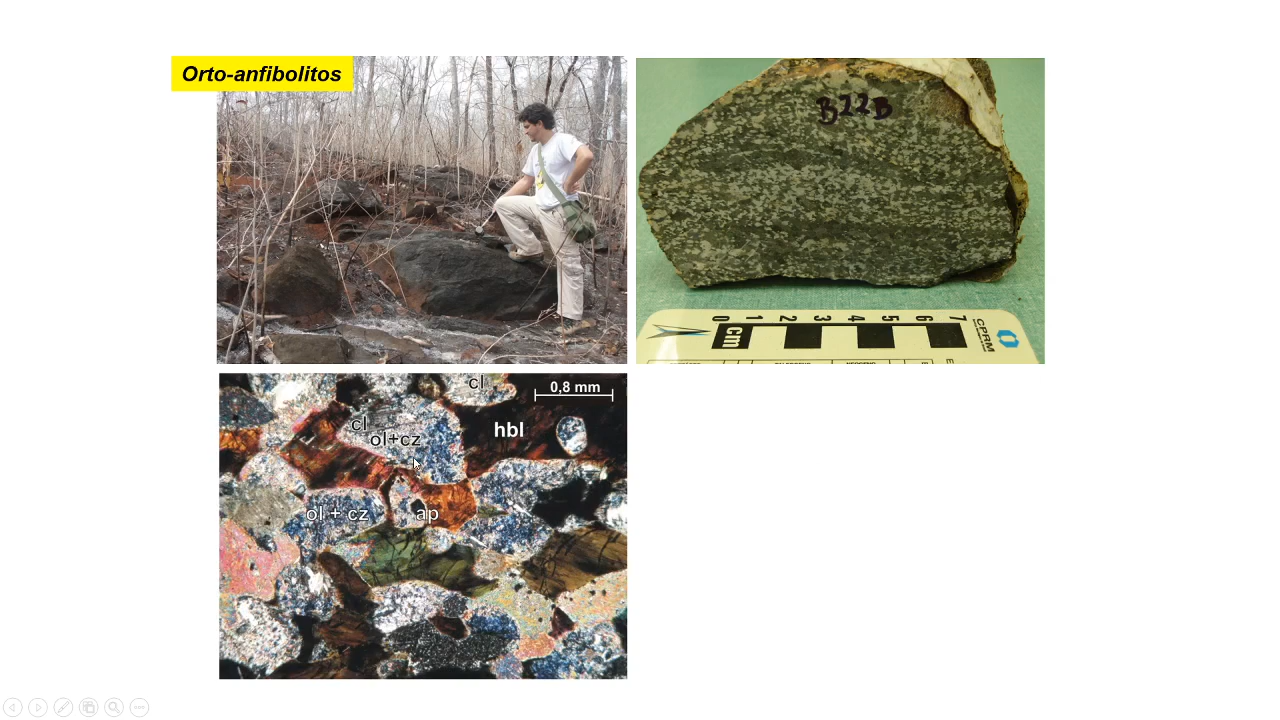 Orto-anfibolitos
B22B
0 1 2 3 4 5 6 7
cm
CPRM
cl
0,8 mm
cl
hbl
ol+cz
ol + cz
ap